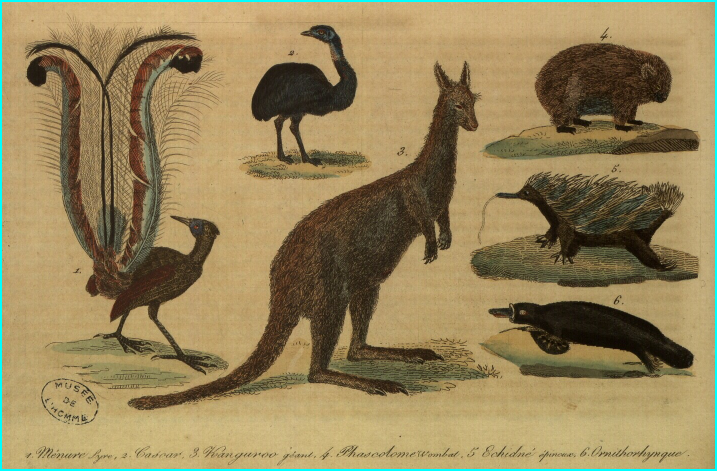 2.
4.
3.
5.
1.
6.
MUSÉE
DE
L'HOMME
1. Ménure Lyre, 2. Casoar, 3. Kanguroo géant, 4. Phascolome Wombat, 5 Echidné épineux, 6. Ornithorhynque.